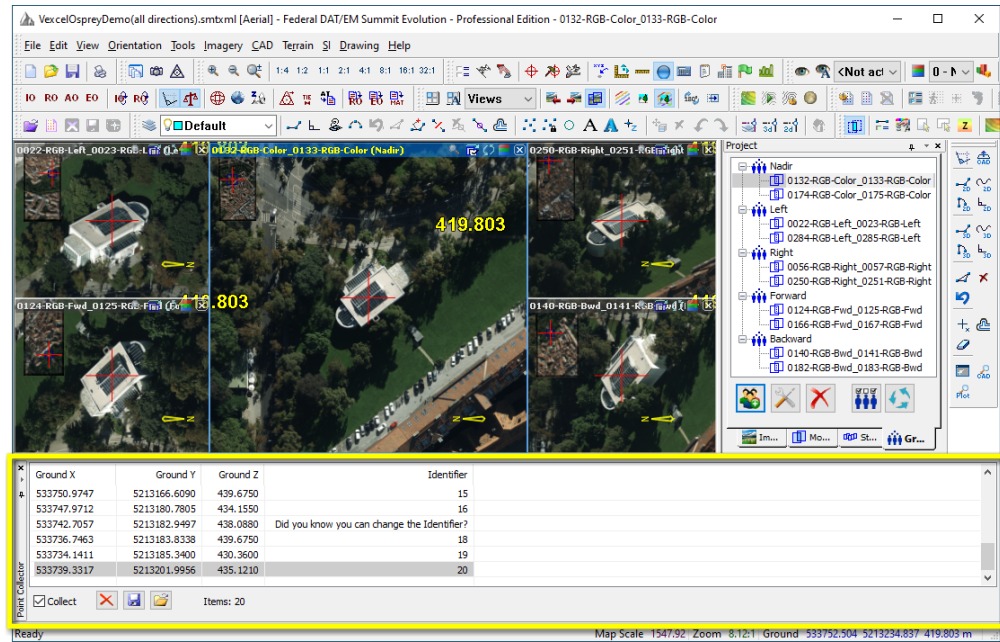 VexcelOspreyDemo(all directions).smtxml [Aerial] - Federal DAT/EM Summit Evolution - Professional Edition - 0132-RGB-Color_0133-RGB-Color
File Edit View Orientation Tools Imagery CAD Terrain SI Drawing Help
1:4 1:2 1:1 2:1 4:1 8:1 16:1 32:1
<Not act
0 - N
IO RO AO EO
Views
Default
0022-RGB-Left_0023-RGB-L
0132-RGB-Color_0133-RGB-Color (Nadir)
0250-RGB-Right_0251-RGB-Right
419.803
N
N
0124-RGB-Fwd_0125-RGB-Fwd
.803
0140-RGB-Bwd_0141-RGB-Bwd
N
N
N
Project
Nadir
0132-RGB-Color_0133-RGB-Color
0174-RGB-Color_0175-RGB-Color
Left
0022-RGB-Left_0023-RGB-Left
0284-RGB-Left_0285-RGB-Left
Right
0056-RGB-Right_0057-RGB-Right
0250-RGB-Right_0251-RGB-Right
Forward
0124-RGB-Fwd_0125-RGB-Fwd
0166-RGB-Fwd_0167-RGB-Fwd
Backward
0140-RGB-Bwd_0141-RGB-Bwd
0182-RGB-Bwd_0183-RGB-Bwd
Im... Mo... St... Gr...
CAD
2D
2D
2D
3D
3D
3D
3D
CAD
Plot
Point Collector
Ground X Ground Y Ground Z Identifier
533750.9747 5213166.6090 439.6750 15
533747.9712 5213180.7805 434.1550 16
533742.7057 5213182.9497 438.0880 Did you know you can change the Identifier?
533736.7463 5213183.8338 439.6750 18
533734.1411 5213185.3400 430.3600 19
533739.3317 5213201.9956 435.1210 20
Collect Items: 20
Ready Map Scale 1547.92 Zoom 8.12:1 Ground 533752.504 5213234.837 419.803 m